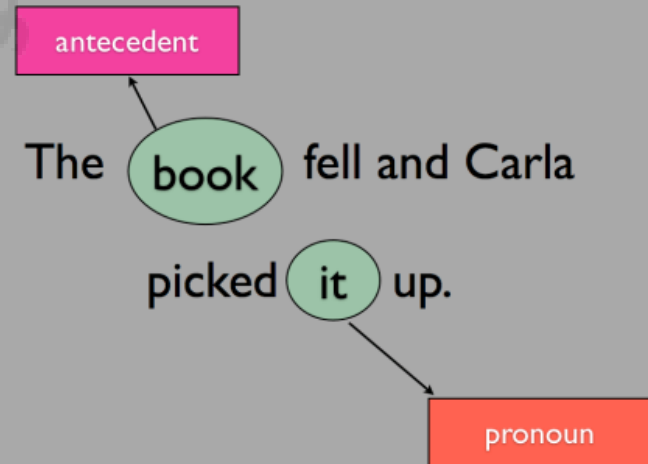 antecedent
The book fell and Carla
picked it up.
pronoun